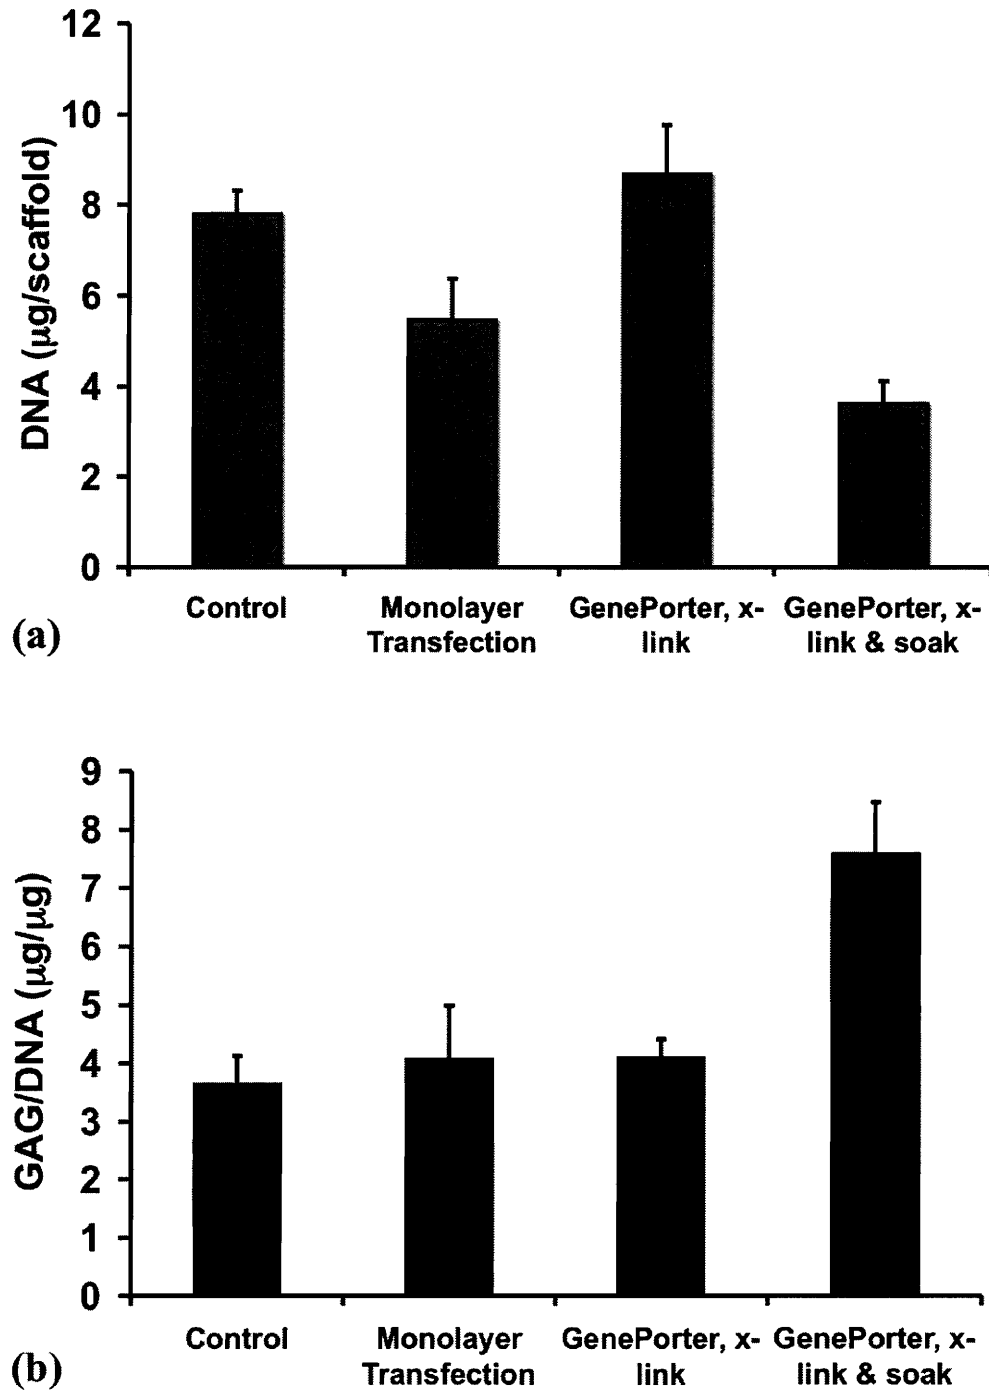 12
10
8
6
4
2
0
DNA (µg/scaffold)
Control
Monolayer
Transfection
GenePorter, x-
link
GenePorter, x-
link & soak
(a)
9
8
7
6
5
4
3
2
1
0
GAG/DNA (µg/µg)
Control
Monolayer
Transfection
GenePorter, x-
link
GenePorter, x-
link & soak
(b)